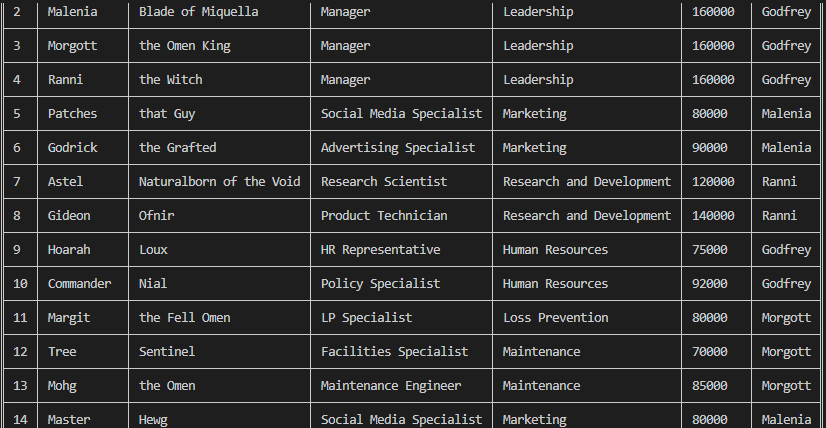 2 Malenia Blade of Miquella Manager Leadership 160000 Godfrey
3 Morgott the Omen King Manager Leadership 160000 Godfrey
4 Ranni the Witch Manager Leadership 160000 Godfrey
5 Patches that Guy Social Media Specialist Marketing 80000 Malenia
6 Godrick the Grafted Advertising Specialist Marketing 90000 Malenia
7 Astel Naturalborn of the Void Research Scientist Research and Development 120000 Ranni
8 Gideon Ofnir Product Technician Research and Development 140000 Ranni
9 Hoarah Loux HR Representative Human Resources 75000 Godfrey
10 Commander Nial Policy Specialist Human Resources 92000 Godfrey
11 Margit the Fell Omen LP Specialist Loss Prevention 80000 Morgott
12 Tree Sentinel Facilities Specialist Maintenance 70000 Morgott
13 Mohg the Omen Maintenance Engineer Maintenance 85000 Morgott
14 Master Hewg Social Media Specialist Marketing 80000 Malenia